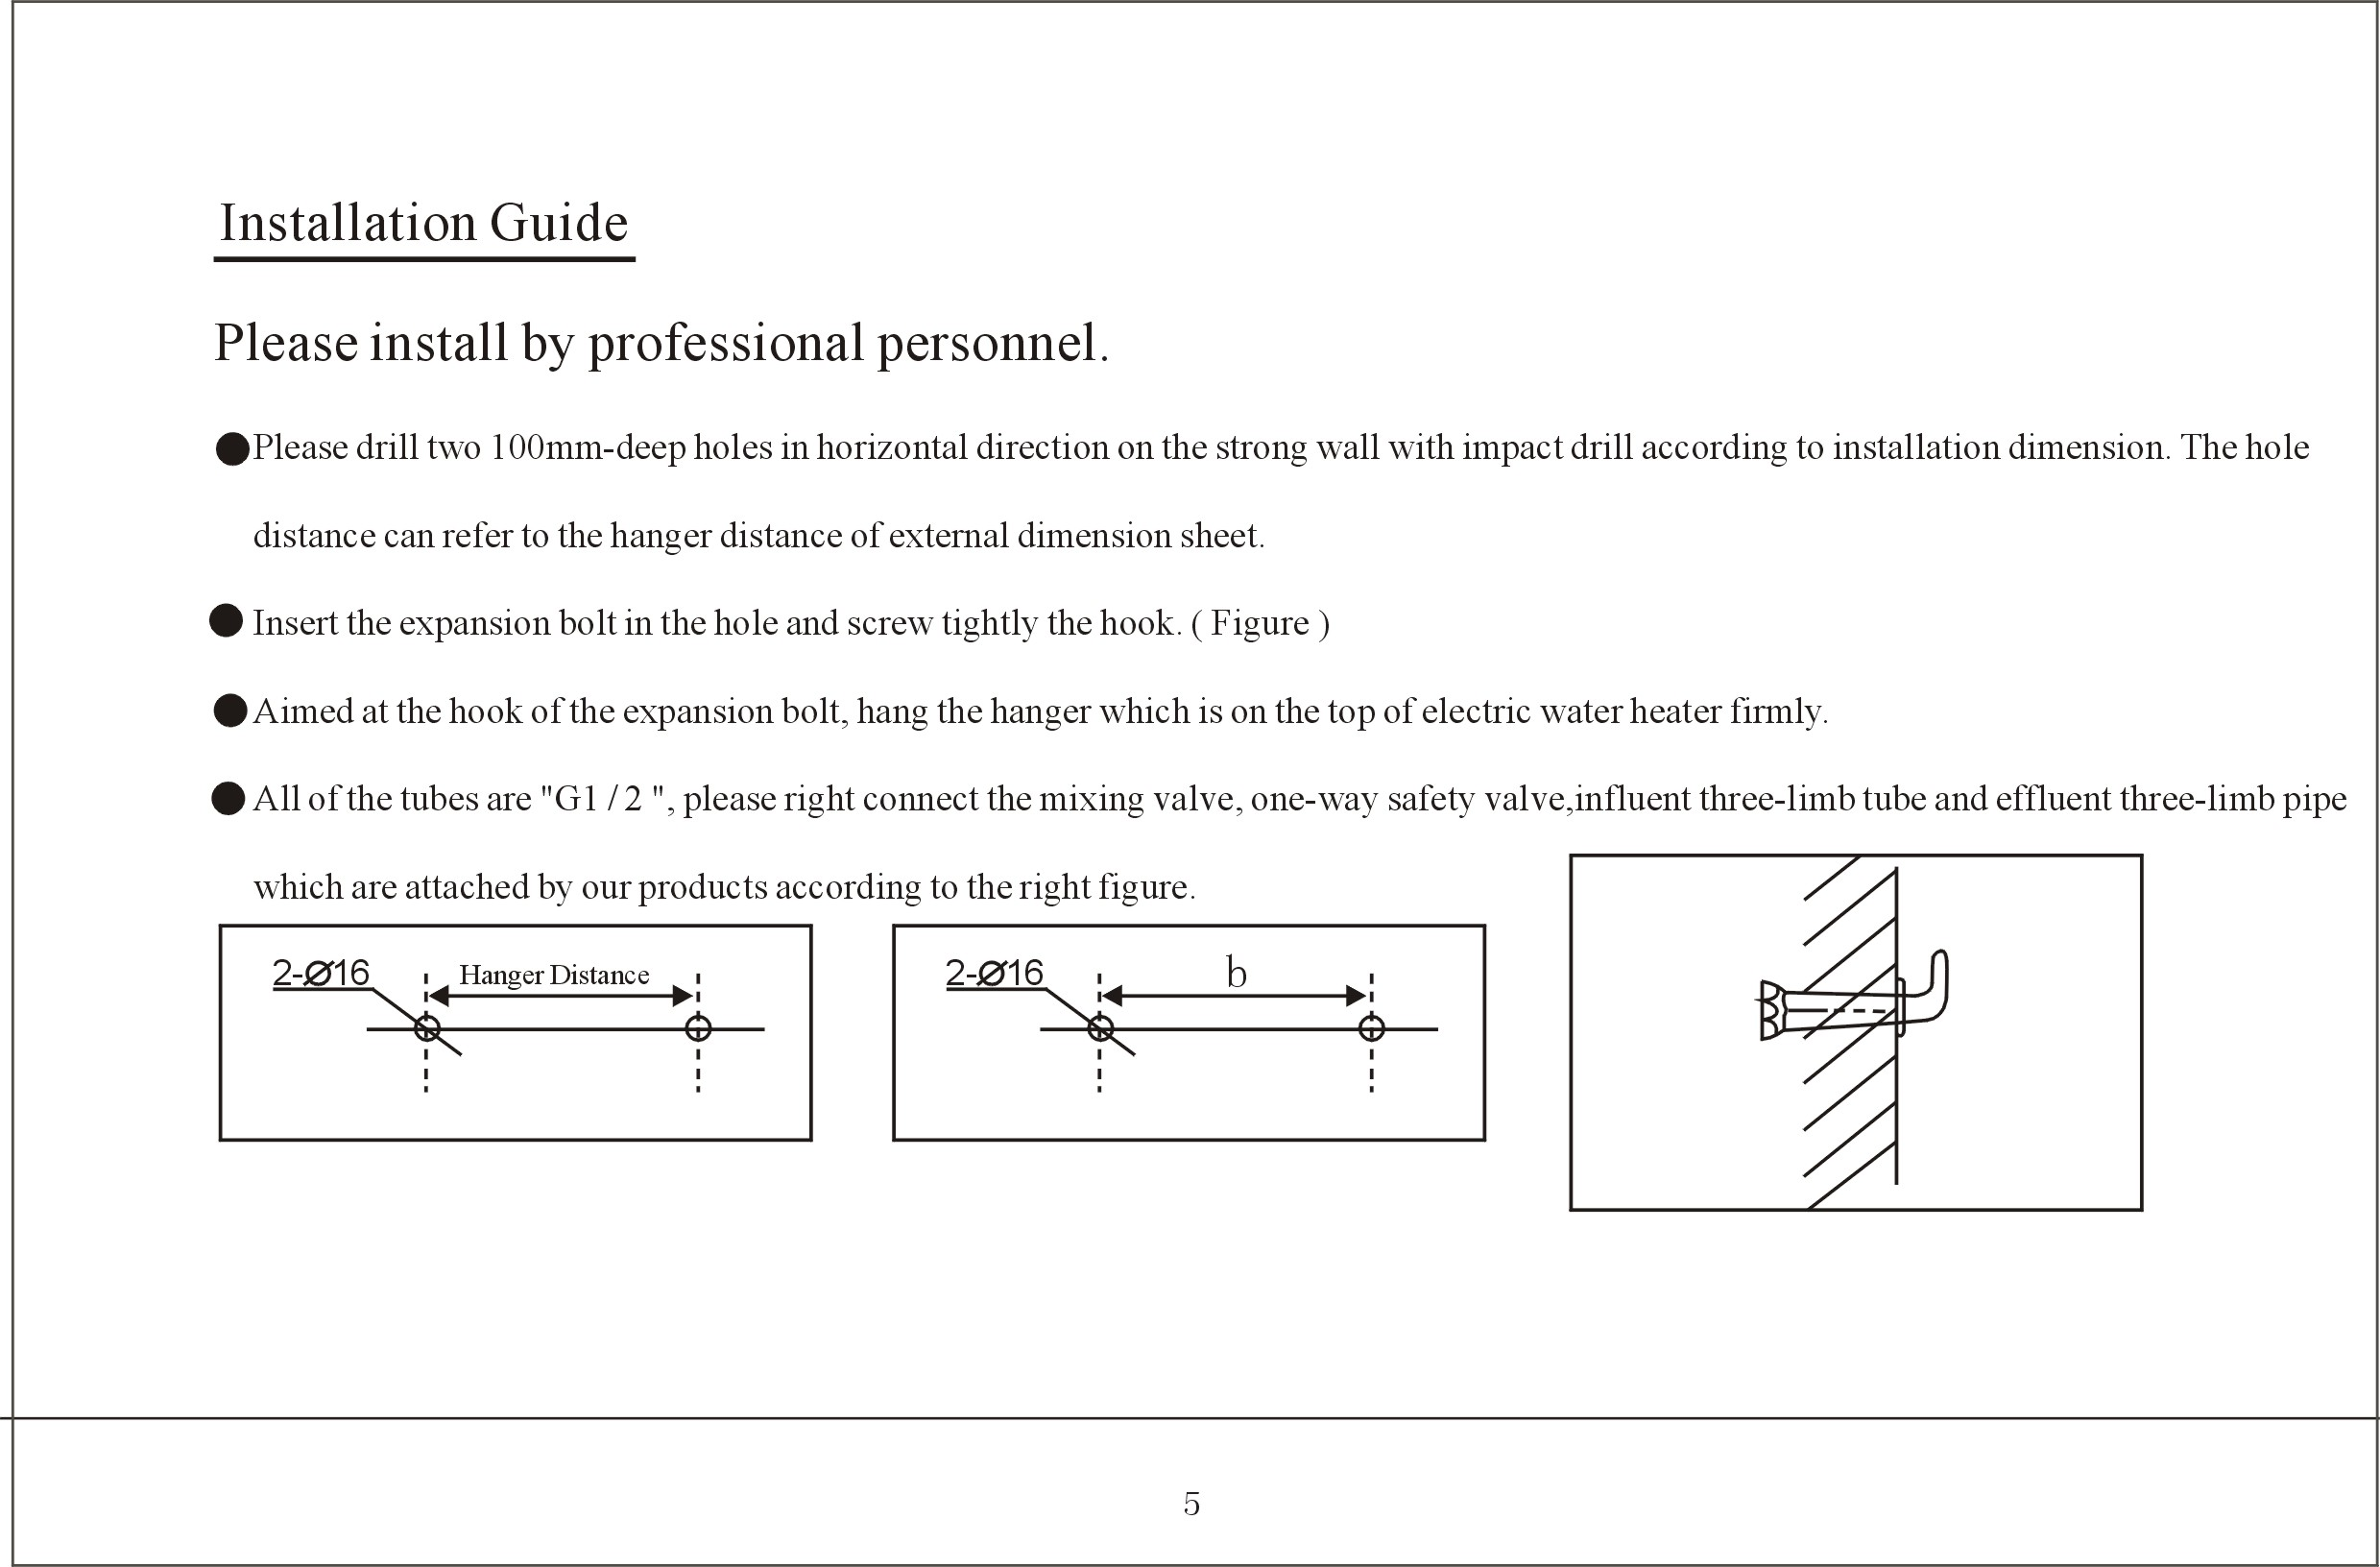 Installation Guide
Please install by professional personnel.
●Please drill two 100mm-deep holes in horizontal direction on the strong wall with impact drill according to installation dimension. The hole
distance can refer to the hanger distance of external dimension sheet.
● Insert the expansion bolt in the hole and screw tightly the hook. ( Figure )
● Aimed at the hook of the expansion bolt, hang the hanger which is on the top of electric water heater firmly.
● All of the tubes are "G1 / 2 ", please right connect the mixing valve, one-way safety valve,influent three-limb tube and effluent three-limb pipe
which are attached by our products according to the right figure.
2-Ø16 Hanger Distance
2-Ø16 b
5